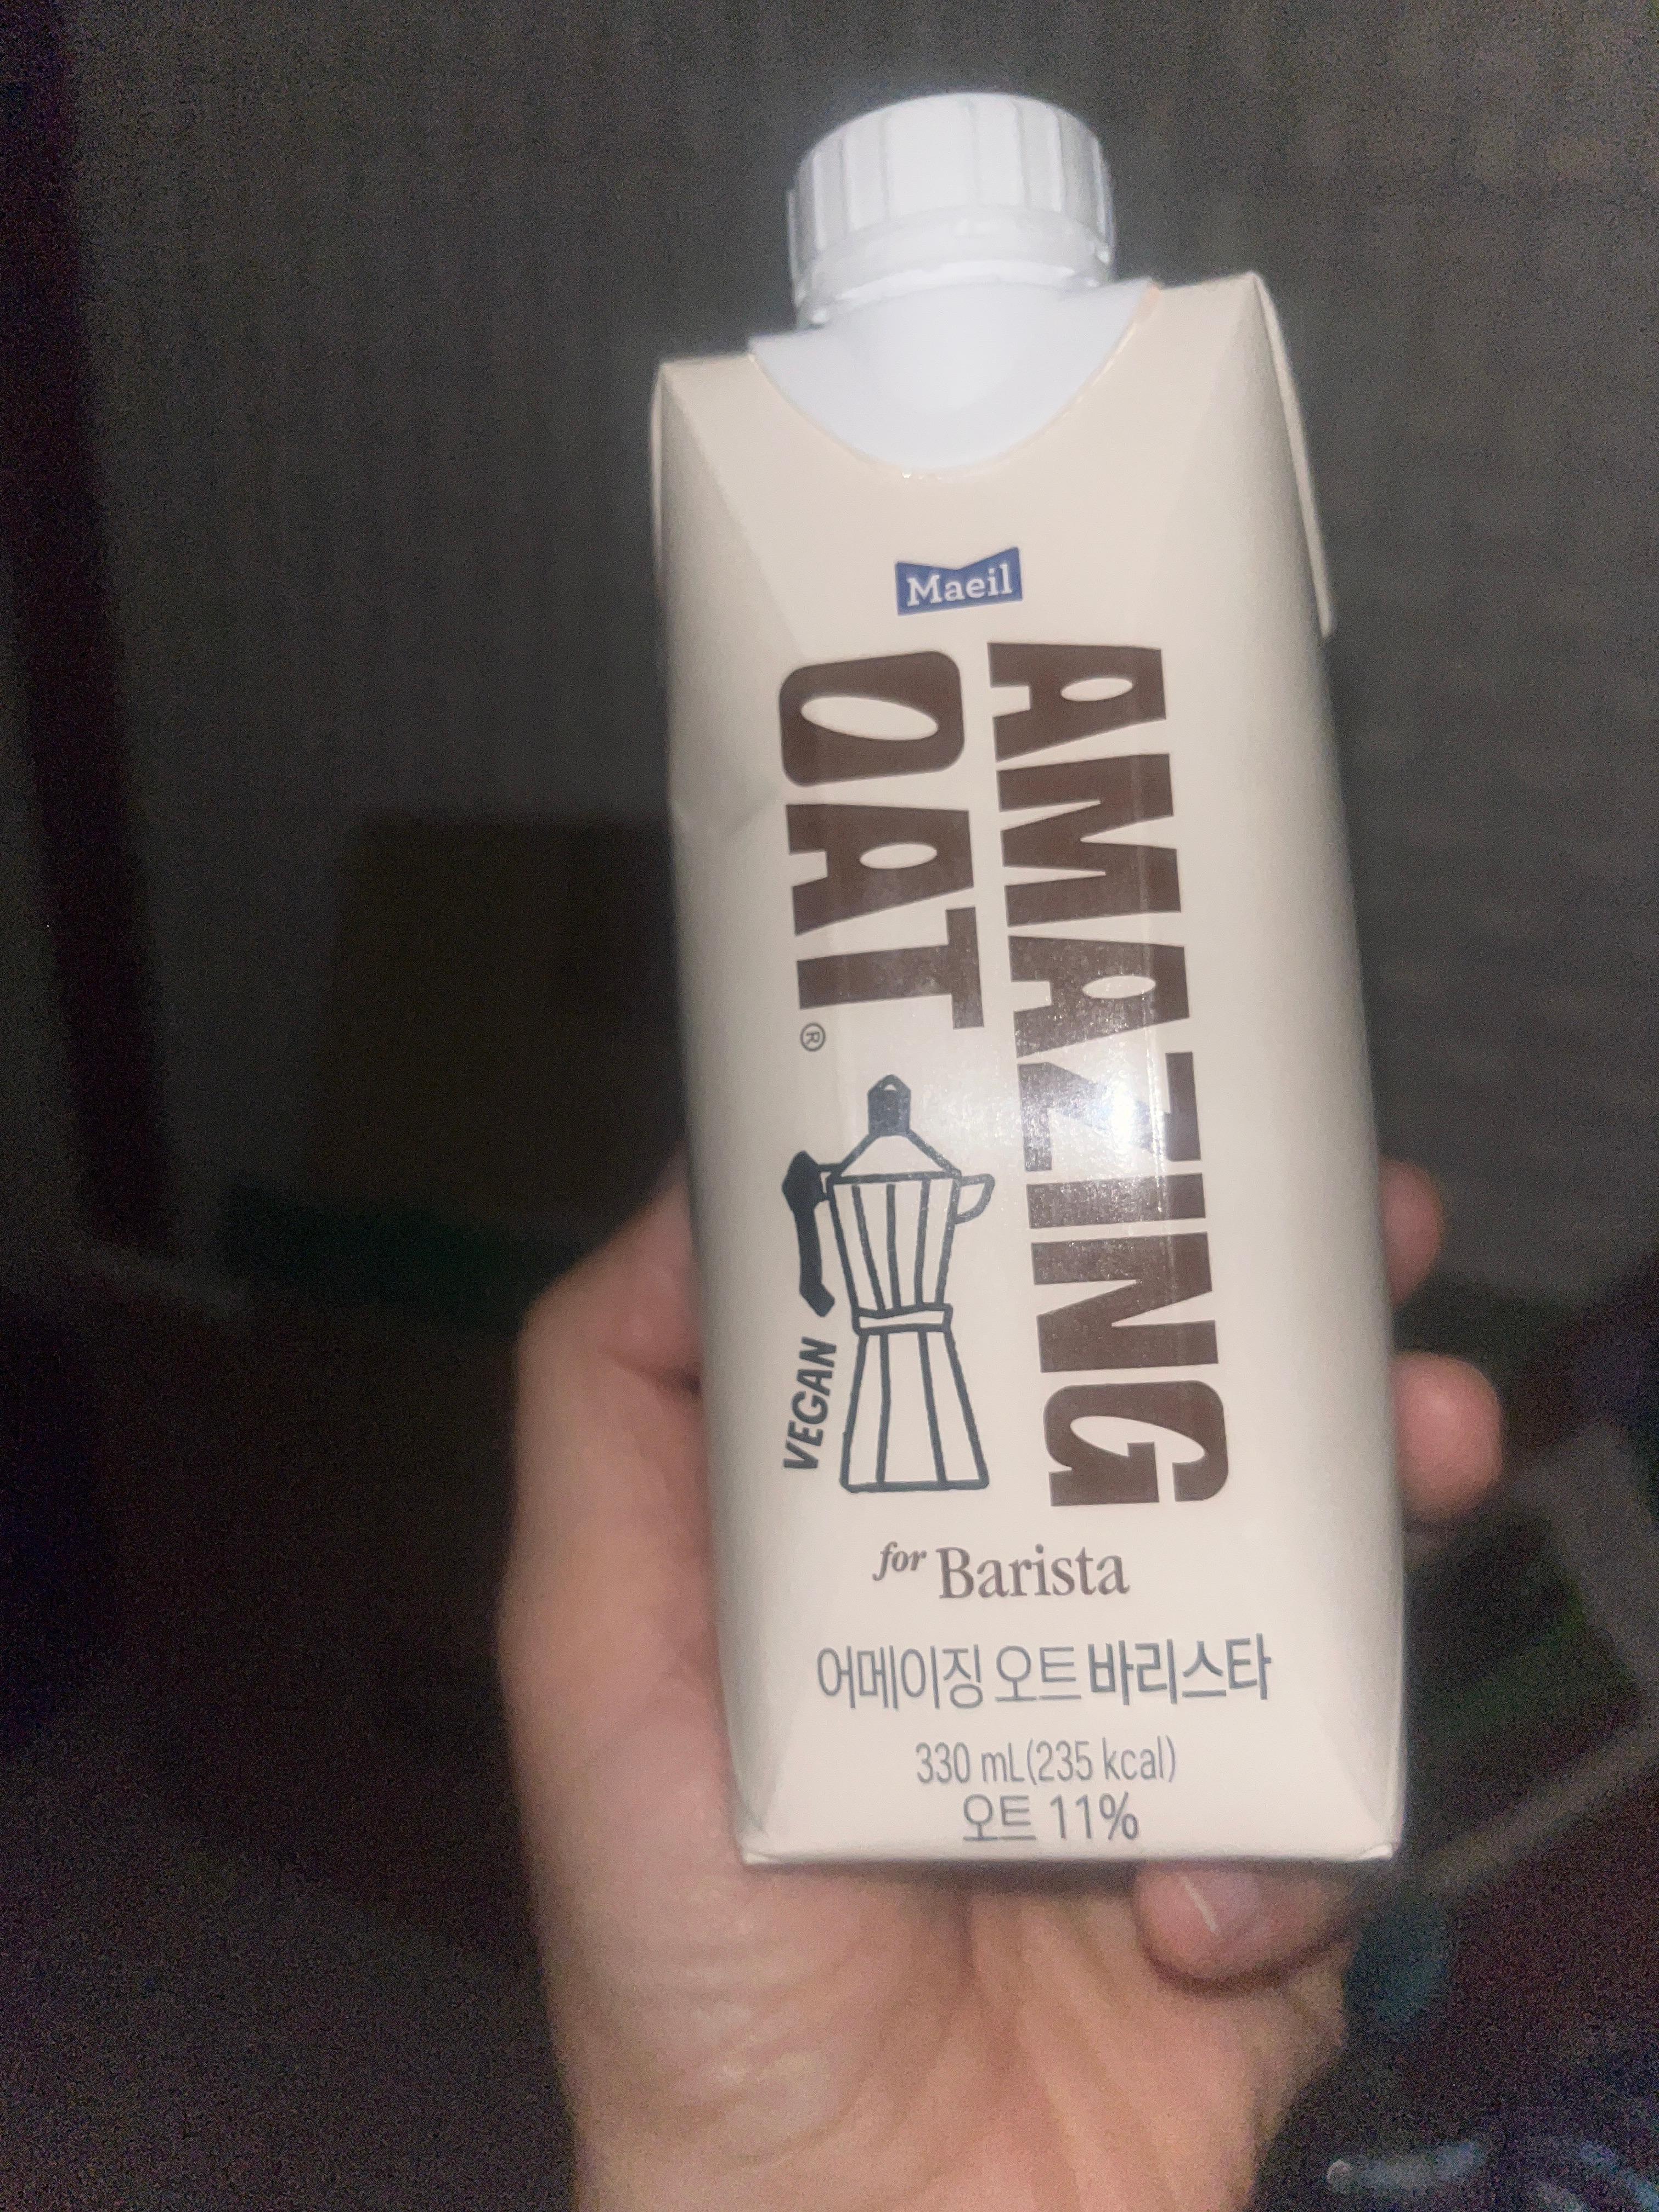 Maeil
AMAZING
OAT®
VEGAN
for Barista
어메이징 오트 바리스타
330 mL(235 kcal)
오트 11%